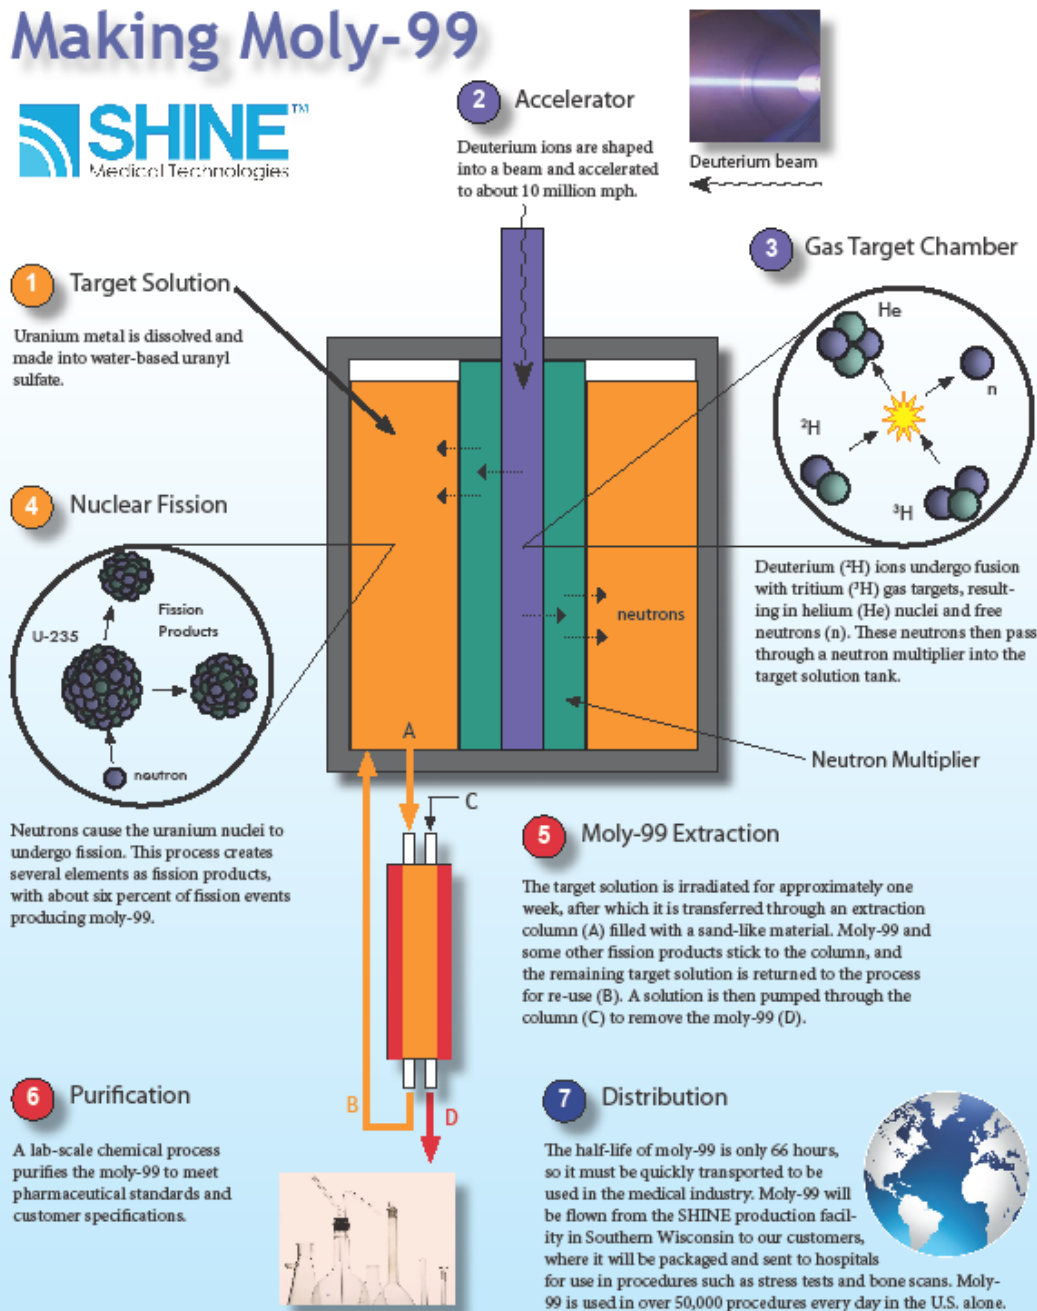 Making Moly-99
SHINE™
Medical Technologies
2 Accelerator
Deuterium ions are shaped
into a beam and accelerated
to about 10 million mph.
Deuterium beam
1 Target Solution
Uranium metal is dissolved and
made into water-based uranyl
sulfate.
3 Gas Target Chamber
He
n
²H
³H
Deuterium (²H) ions undergo fusion
with tritium (³H) gas targets, result-
ing in helium (He) nuclei and free
neutrons (n). These neutrons then pass
through a neutron multiplier into the
target solution tank.
4 Nuclear Fission
Fission
Products
U-235
neutron
Neutrons cause the uranium nuclei to
undergo fission. This process creates
several elements as fission products,
with about six percent of fission events
producing moly-99.
neutrons
Neutron Multiplier
A
C
B
D
5 Moly-99 Extraction
The target solution is irradiated for approximately one
week, after which it is transferred through an extraction
column (A) filled with a sand-like material. Moly-99 and
some other fission products stick to the column, and
the remaining target solution is returned to the process
for re-use (B). A solution is then pumped through the
column (C) to remove the moly-99 (D).
6 Purification
A lab-scale chemical process
purifies the moly-99 to meet
pharmaceutical standards and
customer specifications.
7 Distribution
The half-life of moly-99 is only 66 hours,
so it must be quickly transported to be
used in the medical industry. Moly-99 will
be flown from the SHINE production facil-
ity in Southern Wisconsin to our customers,
where it will be packaged and sent to hospitals
for use in procedures such as stress tests and bone scans. Moly-
99 is used in over 50,000 procedures every day in the U.S. alone.